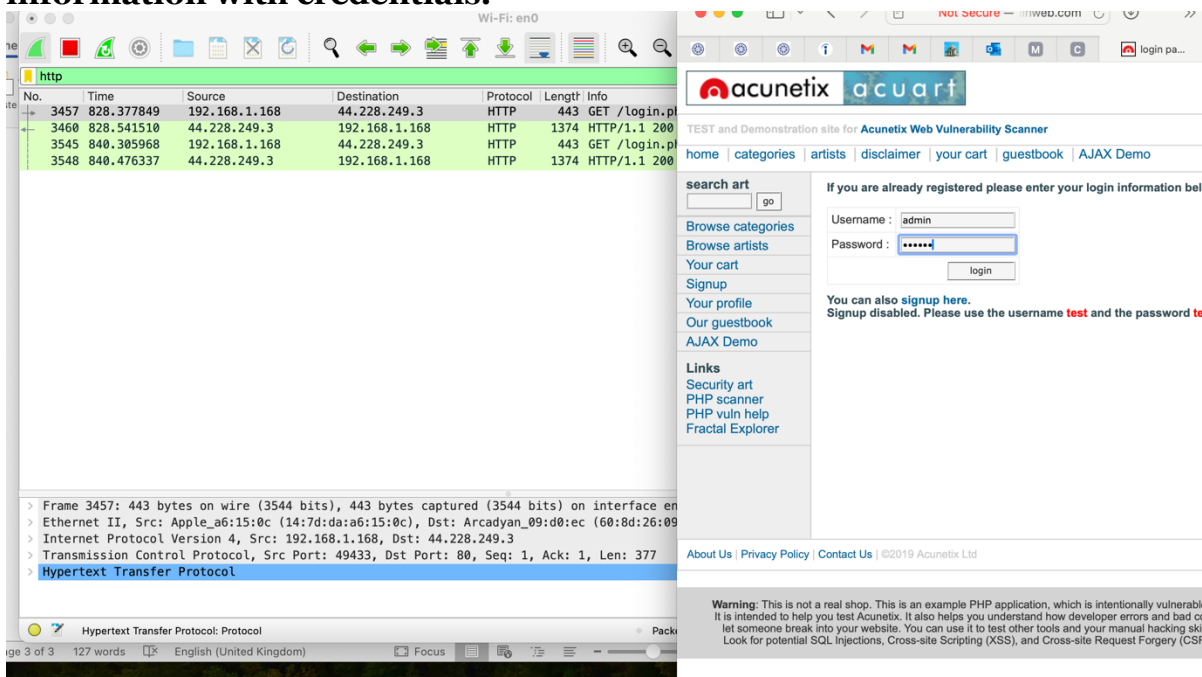 information with credentials.
Wi-Fi: en0
http
No. Time Source Destination Protocol Length Info
3457 828.377849 192.168.1.168 44.228.249.3 HTTP 443 GET /login.ph
3460 828.541510 44.228.249.3 192.168.1.168 HTTP 1374 HTTP/1.1 200
3545 840.305968 192.168.1.168 44.228.249.3 HTTP 443 GET /login.ph
3548 840.476337 44.228.249.3 192.168.1.168 HTTP 1374 HTTP/1.1 200
Frame 3457: 443 bytes on wire (3544 bits), 443 bytes captured (3544 bits) on interface en
Ethernet II, Src: Apple_a6:15:0c (14:7d:da:a6:15:0c), Dst: Arcadyan_09:d0:ec (60:8d:26:09
Internet Protocol Version 4, Src: 192.168.1.168, Dst: 44.228.249.3
Transmission Control Protocol, Src Port: 49433, Dst Port: 80, Seq: 1, Ack: 1, Len: 377
Hypertext Transfer Protocol
Hypertext Transfer Protocol: Protocol
Packe
ge 3 of 3 127 words English (United Kingdom) Focus
Not Secure — web.com
M M M C login pa...
acunetix acuart
TEST and Demonstration site for Acunetix Web Vulnerability Scanner
home | categories | artists | disclaimer | your cart | guestbook | AJAX Demo
search art
go
Browse categories
Browse artists
Your cart
Signup
Your profile
Our guestbook
AJAX Demo
Links
Security art
PHP scanner
PHP vuln help
Fractal Explorer
If you are already registered please enter your login information bel
Username : admin
Password : ••••••
login
You can also signup here.
Signup disabled. Please use the username test and the password te
About Us | Privacy Policy | Contact Us | ©2019 Acunetix Ltd
Warning: This is not a real shop. This is an example PHP application, which is intentionally vulnerabl
It is intended to help you test Acunetix. It also helps you understand how developer errors and bad co
let someone break into your website. You can use it to test other tools and your manual hacking ski
Look for potential SQL Injections, Cross-site Scripting (XSS), and Cross-site Request Forgery (CSR